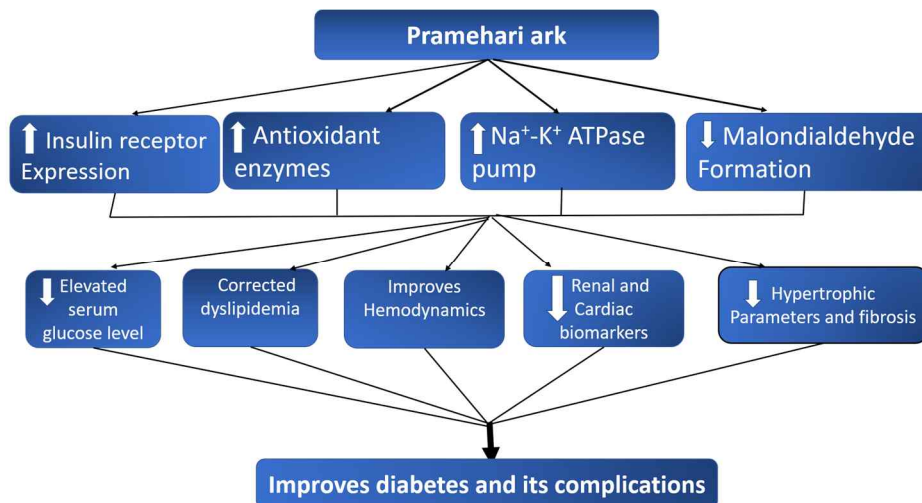 Pramehari ark
Insulin receptor
Expression
Antioxidant
enzymes
Na⁺-K⁺ ATPase
pump
Malondialdehyde
Formation
Elevated
serum
glucose level
Corrected
dyslipidemia
Improves
Hemodynamics
Renal and
Cardiac
biomarkers
Hypertrophic
Parameters and fibrosis
Improves diabetes and its complications